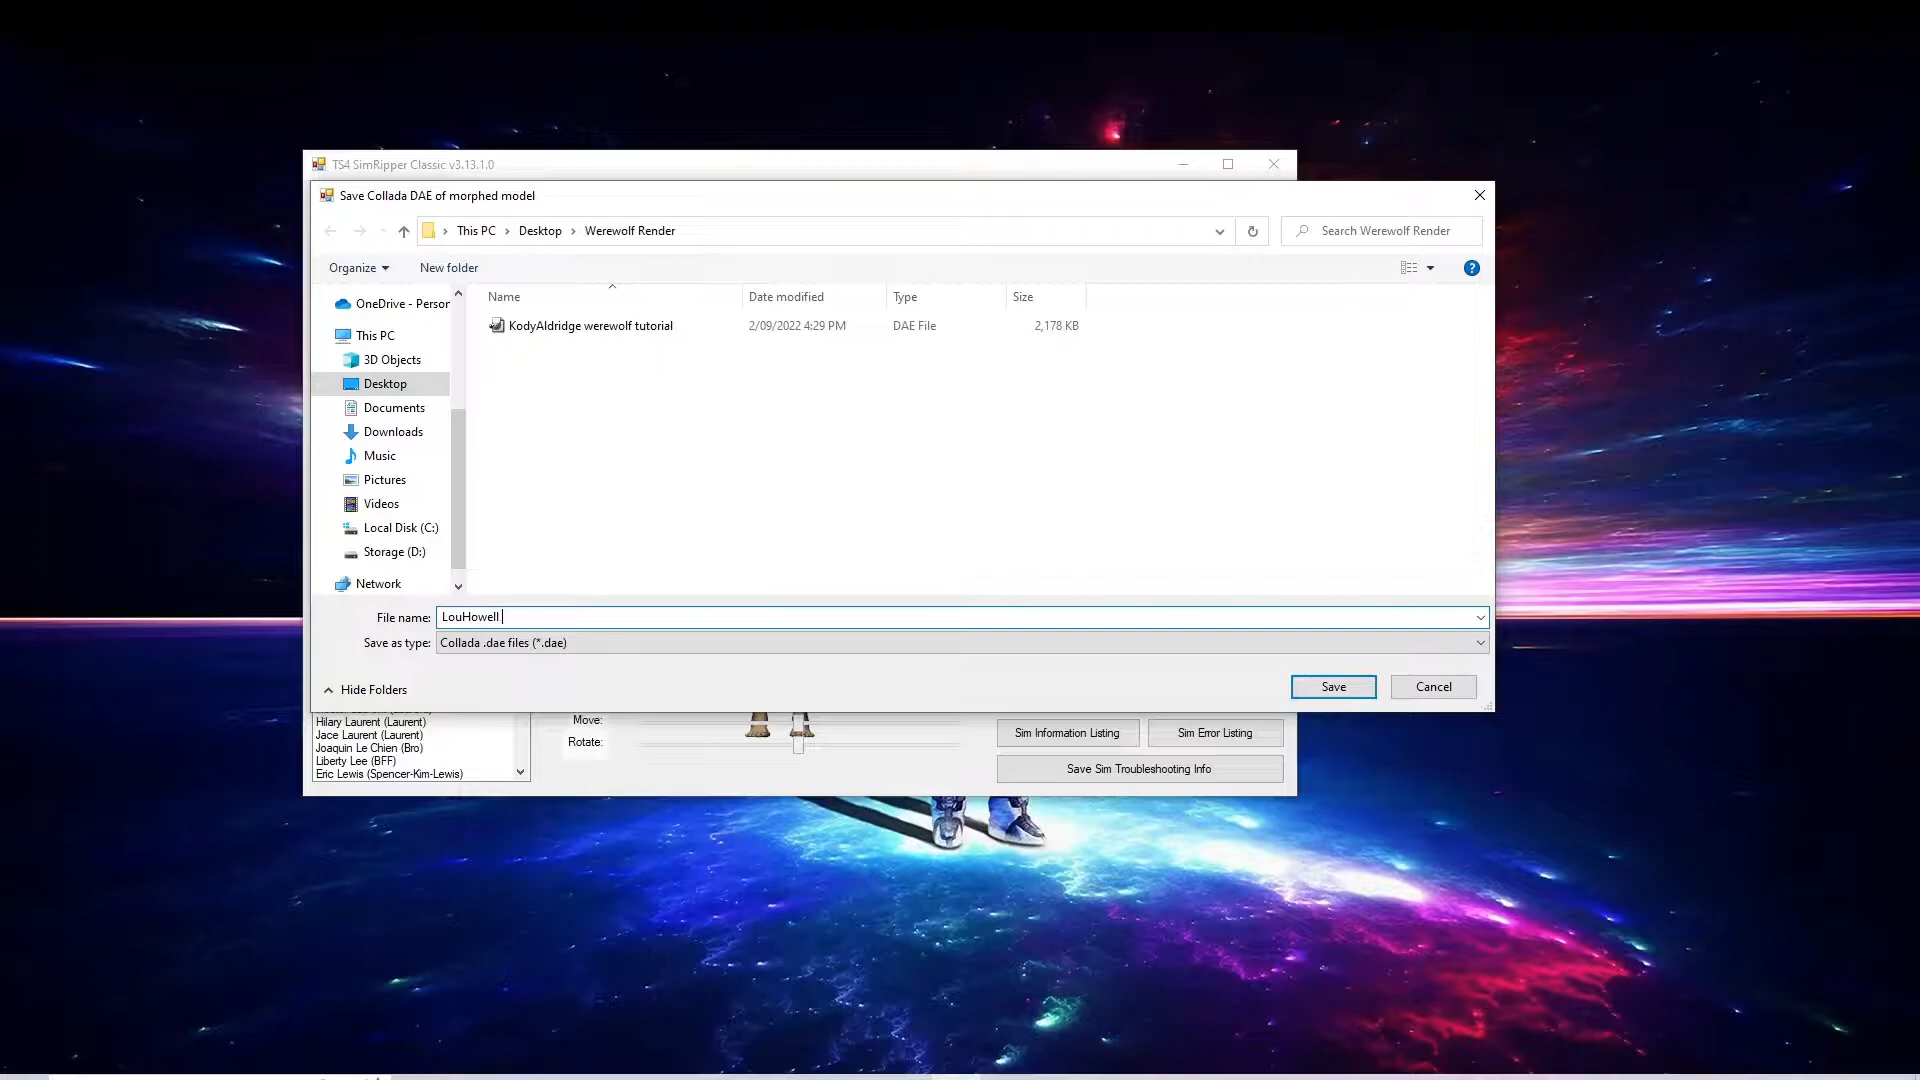 TS4 SimRipper Classic v3.13.1.0
Save Collada DAE of morphed model
This PC > Desktop > Werewolf Render
Search Werewolf Render
Organize
New folder
Name
Date modified
Type
Size
OneDrive - Person
This PC
3D Objects
Desktop
Documents
Downloads
Music
Pictures
Videos
Local Disk (C:)
Storage (D:)
Network
KodyAldridge werewolf tutorial
2/09/2022 4:29 PM
DAE File
2,178 KB
File name: LouHowell
Save as type: Collada .dae files (*.dae)
Hide Folders
Save
Cancel
Hilary Laurent (Laurent)
Jace Laurent (Laurent)
Joaquin Le Chien (Bro)
Liberty Lee (BFF)
Eric Lewis (Spencer-Kim-Lewis)
Move:
Rotate:
Sim Information Listing
Sim Error Listing
Save Sim Troubleshooting Info